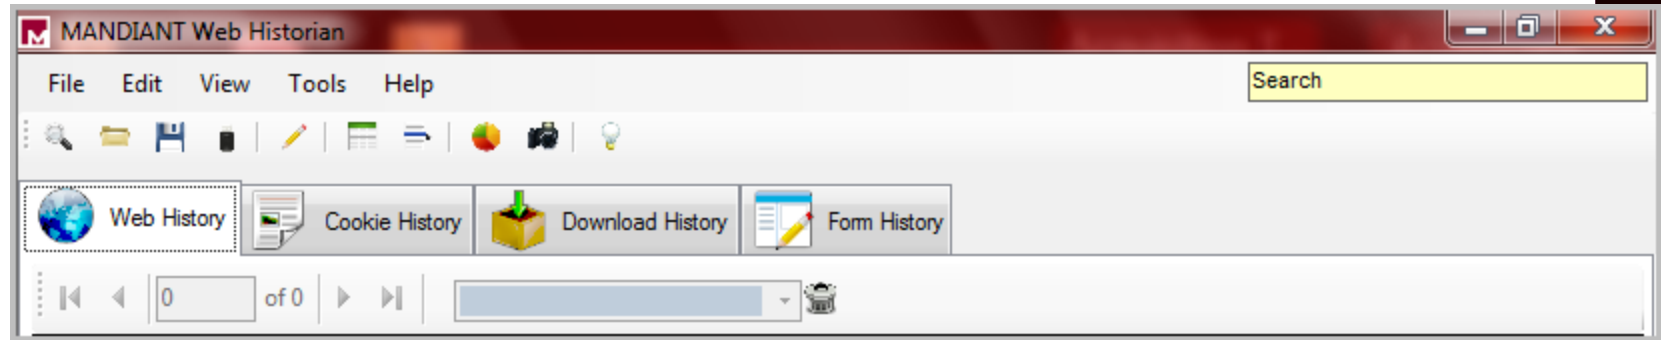 MANDIANT Web Historian
File Edit View Tools Help Search
Web History Cookie History Download History Form History
0 of 0